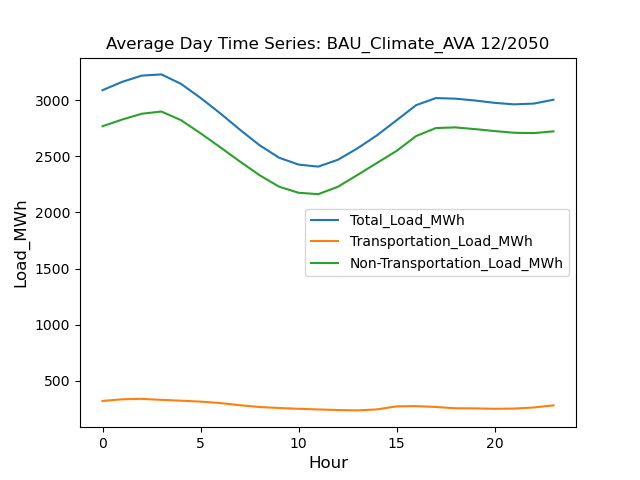 Average Day Time Series: BAU_Climate_AVA 12/2050
Load_MWh
3000
2500
2000
1500
1000
500
Total_Load_MWh
Transportation_Load_MWh
Non-Transportation_Load_MWh
0 5 10 15 20
Hour